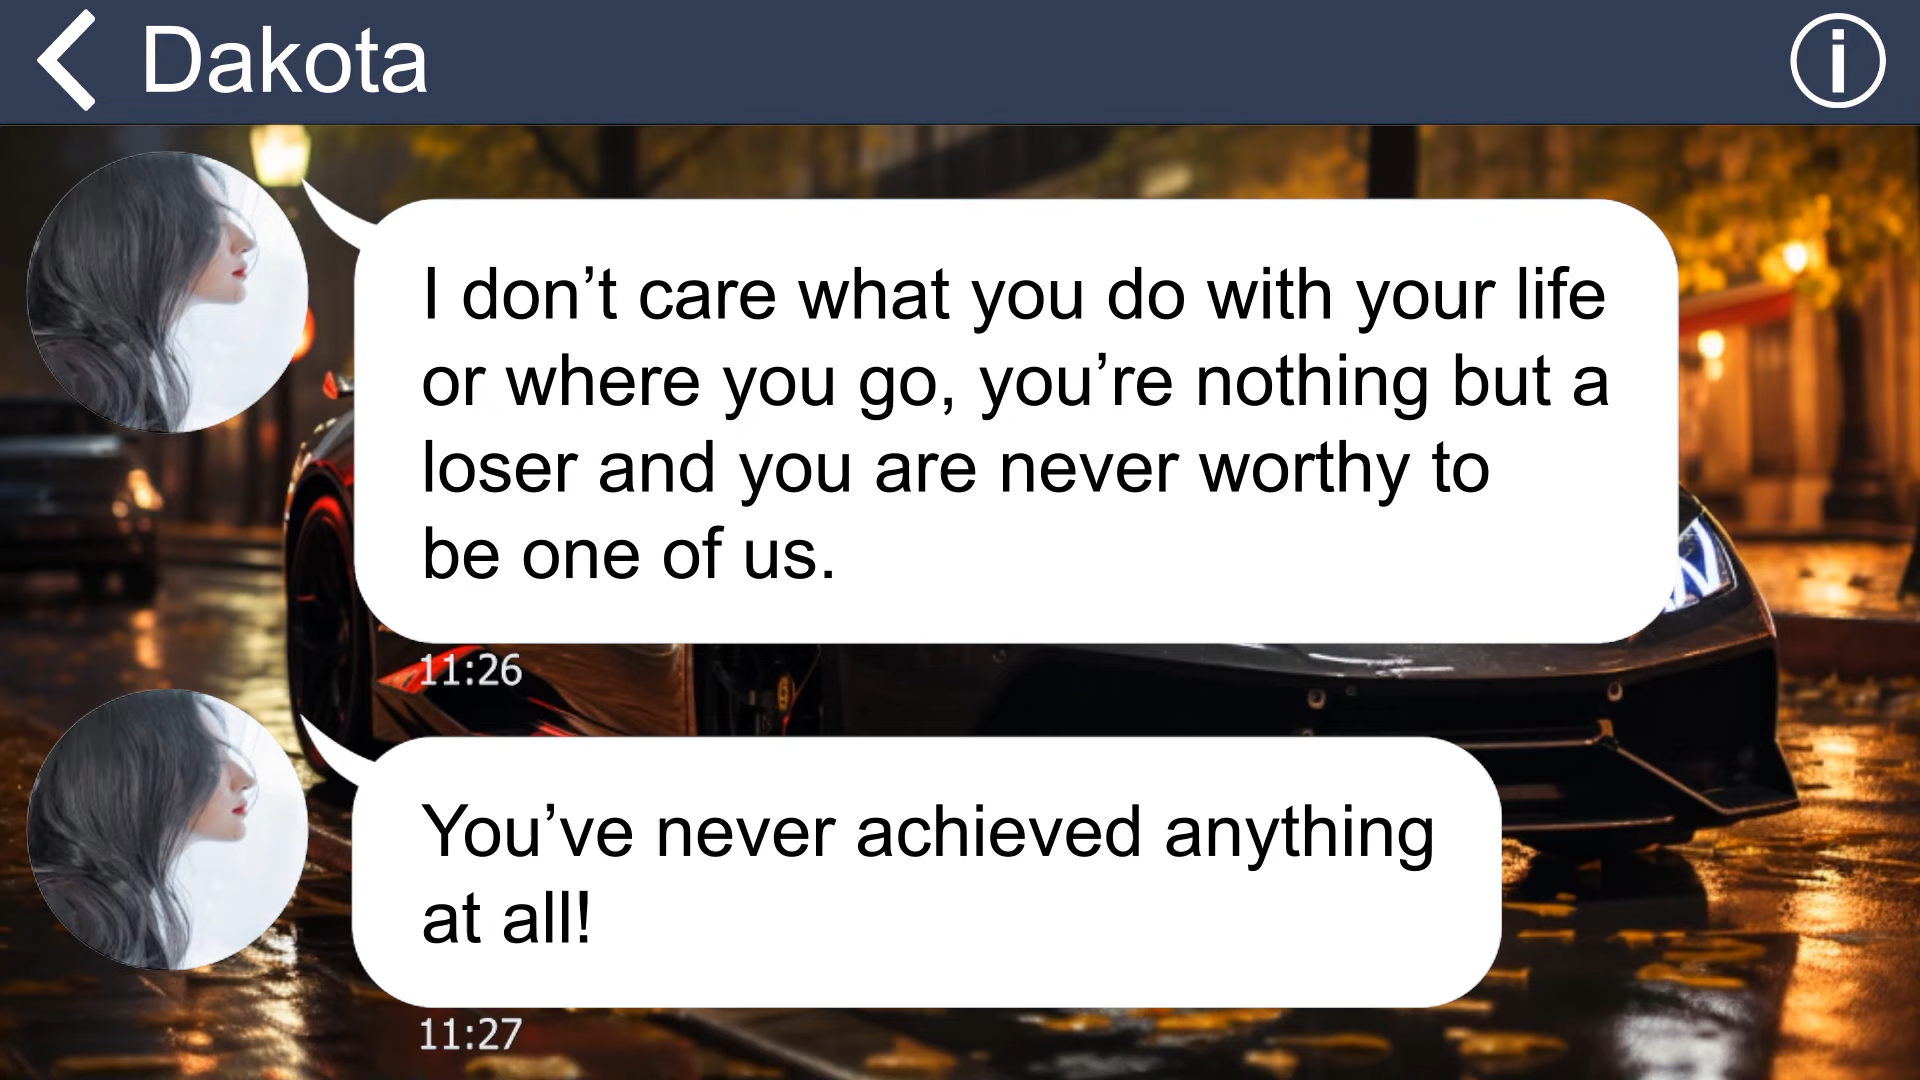 Dakota
I don’t care what you do with your life
or where you go, you’re nothing but a
loser and you are never worthy to
be one of us.
11:26
You’ve never achieved anything
at all!
11:27